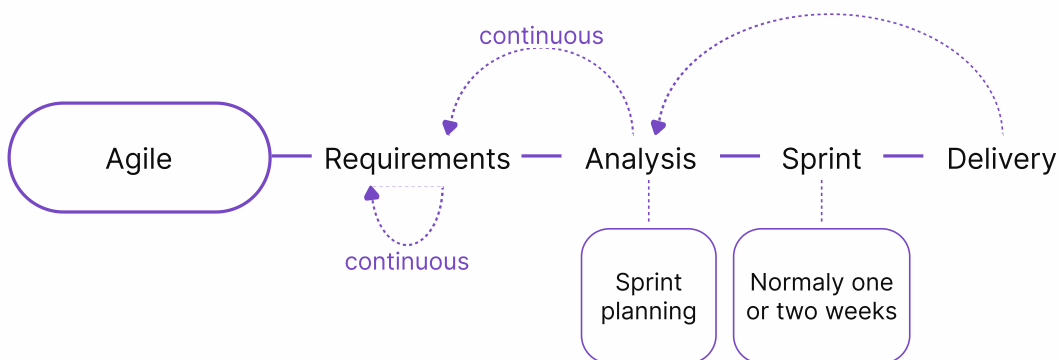 continuous
Agile
Requirements
Analysis
Sprint
Delivery
continuous
Sprint
planning
Normaly one
or two weeks